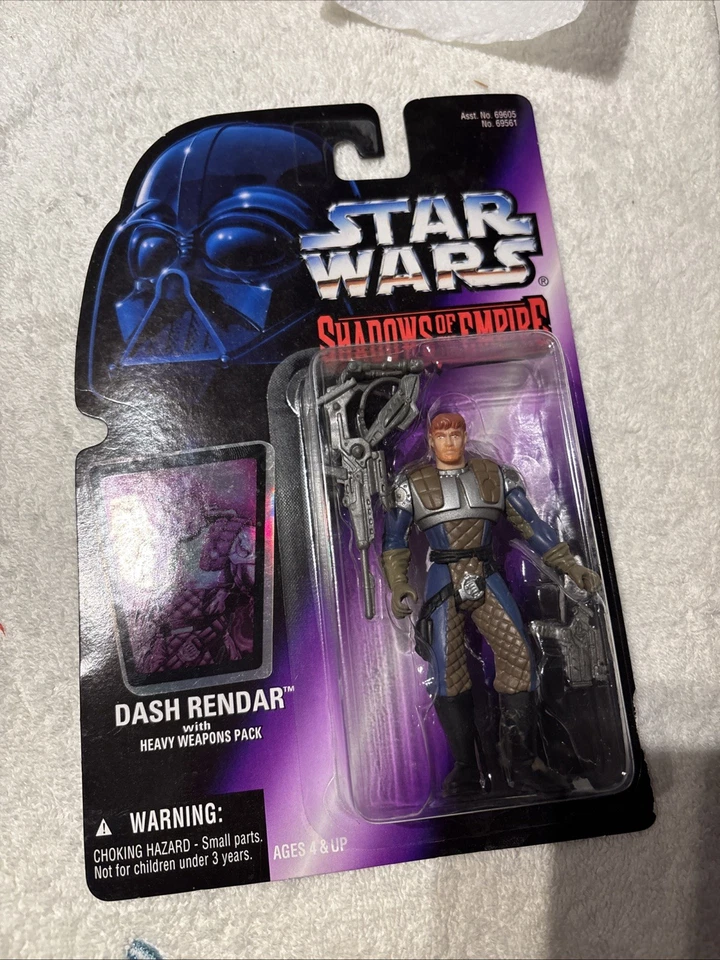 Asst. No. 69605
No. 69561
STAR
WARS®
SHADOWS OF EMPIRE
DASH RENDAR™
with
HEAVY WEAPONS PACK
WARNING:
CHOKING HAZARD - Small parts.
Not for children under 3 years.
AGES 4 & UP